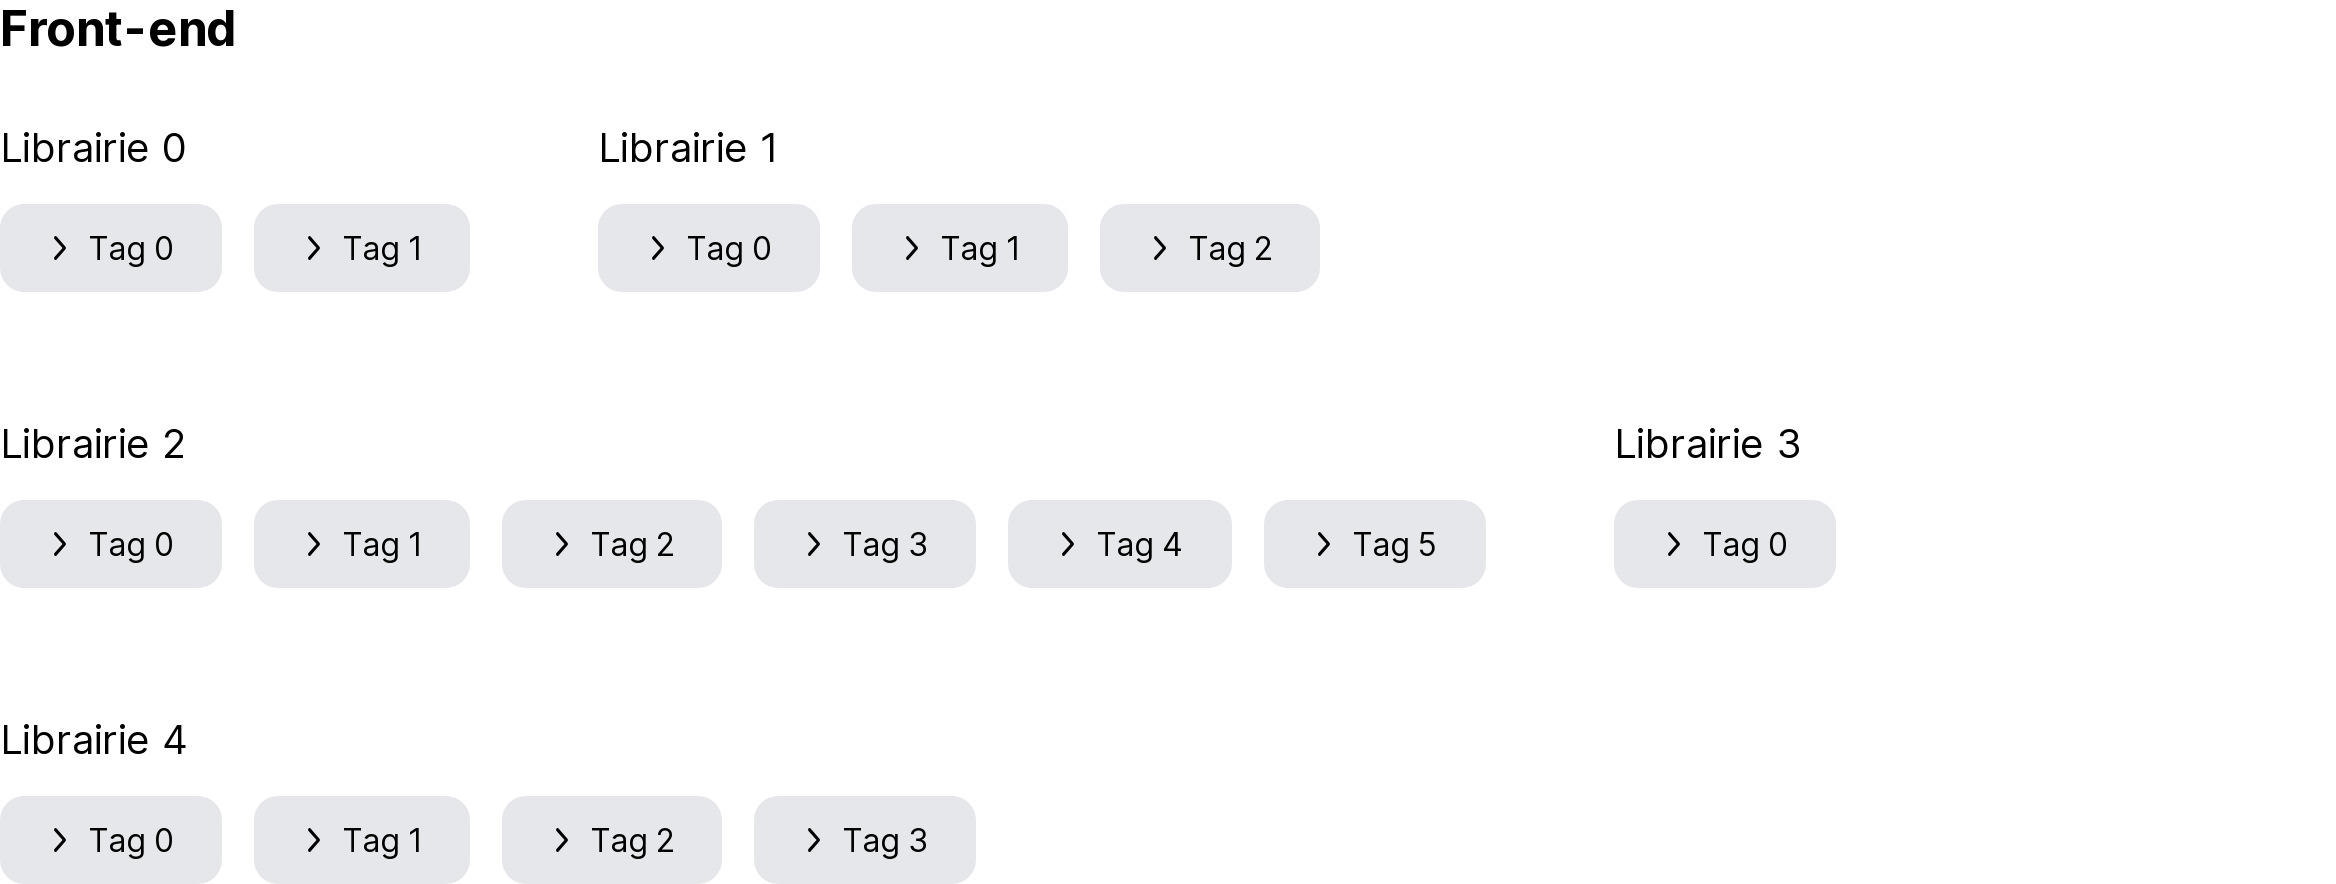 Front-end
Librairie 0
Librairie 1
Tag 0
Tag 1
Tag 0
Tag 1
Tag 2
Librairie 2
Librairie 3
Tag 0
Tag 1
Tag 2
Tag 3
Tag 4
Tag 5
Tag 0
Librairie 4
Tag 0
Tag 1
Tag 2
Tag 3